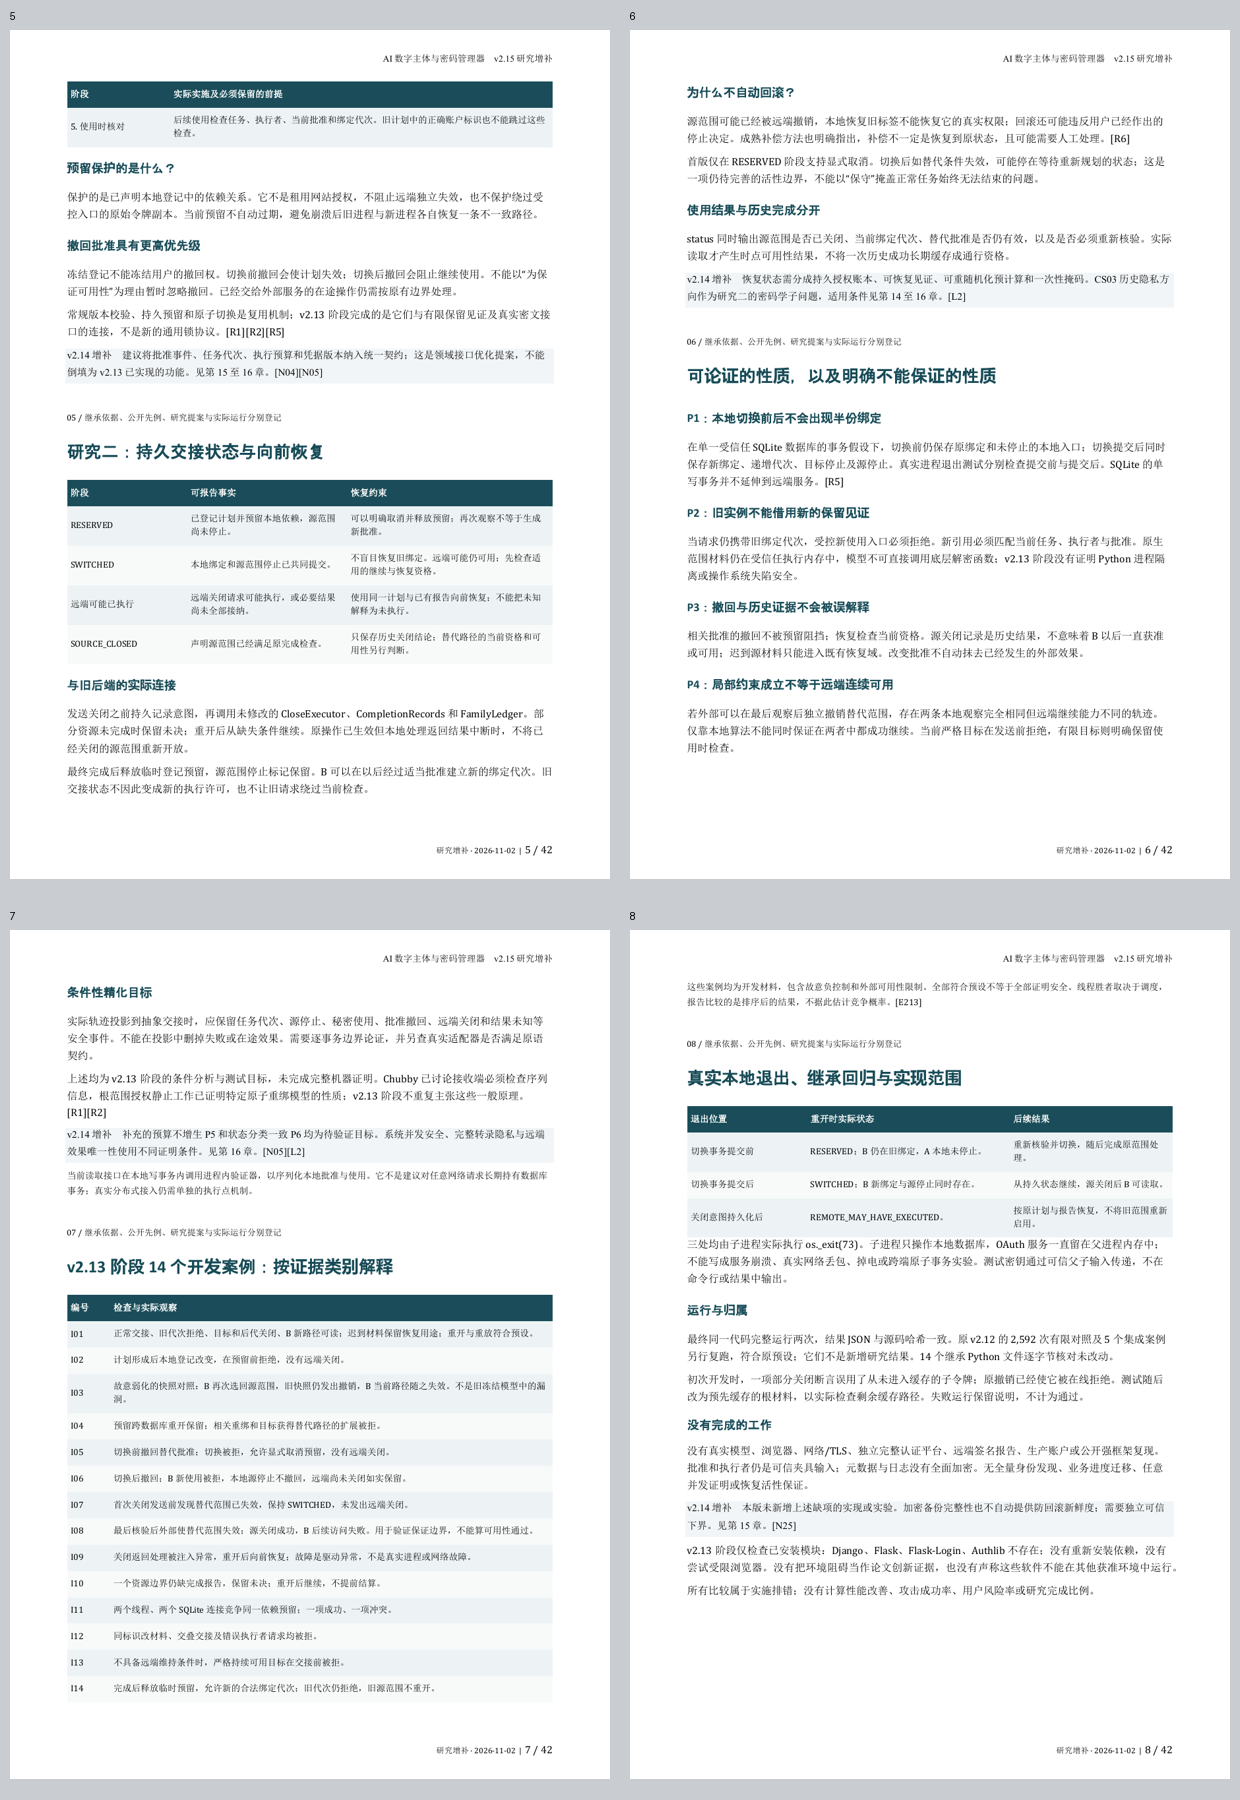 5
AI 数字主体与密码管理器 v2.15 研究增补
阶段 实际实施及必须保留的前提
5. 使用时核对 后续使用检查任务、执行者、当前批准和绑定代次。旧计划中的正确账户标识也不能跳过这些
检查。
预留保护的是什么？
保护的是已声明本地登记中的依赖关系。它不是租用网站授权，不阻止远端独立失效，也不保护绕过受
控入口的原始令牌副本。当前预留不自动过期，避免崩溃后旧进程与新进程各自恢复一条不一致路径。
撤回批准具有更高优先级
冻结登记不能冻结用户的撤回权。切换前撤回会使计划失效；切换后撤回会阻止继续使用。不能以“为保
证可用性”为理由暂时忽略撤回。已经交给外部服务的在途操作仍需按原有边界处理。
常规版本校验、持久预留和原子切换是复用机制；v2.13 阶段完成的是它们与有限保留见证及真实密文接
口的连接，不是新的通用锁协议。[R1][R2][R5]
v2.14 增补 建议将批准事件、任务代次、执行预算和凭据版本纳入统一契约；这是领域接口优化提案，不能
倒填为 v2.13 已实现的功能。见第 15 至 16 章。[N04][N05]
05 / 继承依据、公开先例、研究提案与实际运行分别登记
研究二：持久交接状态与向前恢复
阶段 可报告事实 恢复约束
RESERVED 已登记计划并预留本地依赖，源范围
尚未停止。 可以明确取消并释放预留；再次观察不等于生成
新批准。
SWITCHED 本地绑定和源范围停止已共同提交。 不盲目恢复旧绑定。远端可能仍可用；先检查适
用的继续与恢复资格。
远端可能已执行 远端关闭请求可能执行，或必要结果
尚未全部接纳。 使用同一计划与已有报告向前恢复；不能把未知
解释为未执行。
SOURCE_CLOSED 声明源范围已经满足原完成检查。 只保存历史关闭结论；替代路径的当前资格和可
用性另行判断。
与旧后端的实际连接
发送关闭之前持久记录意图，再调用未修改的 CloseExecutor、CompletionRecords 和 FamilyLedger。部
分资源未完成时保留未决；重开后从缺失条件继续。原操作已生效但本地处理返回结果中断时，不将已
经关闭的源范围重新开放。
最终完成后释放临时登记预留，源范围停止标记保留。B 可以在以后经过适当批准建立新的绑定代次。旧
交接状态不因此变成新的执行许可，也不让旧请求绕过当前检查。
研究增补 · 2026-11-02 | 5 / 42
6
AI 数字主体与密码管理器 v2.15 研究增补
为什么不自动回滚？
源范围可能已经被远端撤销，本地恢复旧标签不能恢复它的真实权限；回滚还可能违反用户已经作出的
停止决定。成熟补偿方法也明确指出，补偿不一定是恢复到原状态，且可能需要人工处理。[R6]
首版仅在 RESERVED 阶段支持显式取消。切换后如替代条件失效，可能停在等待重新规划的状态；这是
一项仍待完善的活性边界，不能以“保守”掩盖正常任务始终无法结束的问题。
使用结果与历史完成分开
status 同时输出源范围是否已关闭、当前绑定代次、替代批准是否仍有效，以及是否必须重新核验。实际
读取才产生时点可用性结果，不将一次历史成功长期缓存成通行资格。
v2.14 增补 恢复状态需分成持久授权账本、可恢复见证、可重随机化预计算和一次性掩码。CS03 历史隐私方
向作为研究二的密码学子问题，适用条件见第 14 至 16 章。[L2]
06 / 继承依据、公开先例、研究提案与实际运行分别登记
可论证的性质，以及明确不能保证的性质
P1：本地切换前后不会出现半份绑定
在单一受信任 SQLite 数据库的事务假设下，切换前仍保存原绑定和未停止的本地入口；切换提交后同时
保存新绑定、递增代次、目标停止及源停止。真实进程退出测试分别检查提交前与提交后。SQLite 的单
写事务并不延伸到远端服务。[R5]
P2：旧实例不能借用新的保留见证
当请求仍携带旧绑定代次，受控新使用入口必须拒绝。新引用必须匹配当前任务、执行者与批准。原生
范围材料仍在受信任执行内存中，模型不可直接调用底层解密函数；v2.13 阶段没有证明 Python 进程隔
离或操作系统失陷安全。
P3：撤回与历史证据不会被误解释
相关批准的撤回不被预留阻挡；恢复检查当前资格。源关闭记录是历史结果，不意味着 B 以后一直获准
或可用；迟到源材料只能进入既有恢复域。改变批准不自动抹去已经发生的外部效果。
P4：局部约束成立不等于远端连续可用
若外部可以在最后观察后独立撤销替代范围，存在两条本地观察完全相同但远端继续能力不同的轨迹。
仅靠本地算法不能同时保证在两者中都成功继续。当前严格目标在发送前拒绝，有限目标则明确保留使
用时检查。
研究增补 · 2026-11-02 | 6 / 42
7
AI 数字主体与密码管理器 v2.15 研究增补
条件性精化目标
实际轨迹投影到抽象交接时，应保留任务代次、源停止、秘密使用、批准撤回、远端关闭和结果未知等
安全事件。不能在投影中删掉失败或在途效果。需要逐事务边界论证，并另查真实适配器是否满足原语
契约。
上述均为 v2.13 阶段的条件分析与测试目标，未完成完整机器证明。Chubby 已讨论接收端必须检查序列
信息，根范围授权静止工作已证明特定原子重绑模型的性质；v2.13 阶段不重复主张这些一般原理。
[R1][R2]
v2.14 增补 补充的预算不增生 P5 和状态分类一致 P6 均为待验证目标。系统并发安全、完整转录隐私与远端
效果唯一性使用不同证明条件。见第 16 章。[N05][L2]
当前读取接口在本地写事务内调用进程内验证器，以序列化本地批准与使用。它不是建议对任意网络请求长期持有数据库
事务；真实分布式接入仍需单独的执行点机制。
07 / 继承依据、公开先例、研究提案与实际运行分别登记
v2.13 阶段 14 个开发案例：按证据类别解释
编号 检查与实际观察
I01 正常交接、旧代次拒绝、目标和后代关闭、B 新路径可读；迟到材料保留恢复用途；重开与重放符合预设。
I02 计划形成后本地登记改变，在预留前拒绝，没有远端关闭。
I03 故意弱化的快照对照：B 再次选回源范围，旧快照仍发出撤销，B 当前路径随之失效。不是旧冻结模型中的漏
洞。
I04 预留跨数据库重开保留；相关重绑和目标获得替代路径的扩展被拒。
I05 切换前撤回替代批准；切换被拒，允许显式取消预留，没有远端关闭。
I06 切换后撤回；B 新使用被拒，本地源停止不撤回，远端尚未关闭如实保留。
I07 首次关闭发送前发现替代范围已失效，保持 SWITCHED，未发出远端关闭。
I08 最后核验后外部使替代范围失效；源关闭成功，B 后续访问失败。用于验证保证边界，不能算可用性通过。
I09 关闭返回处理被注入异常，重开后向前恢复；故障是驱动异常，不是真实进程或网络故障。
I10 一个资源边界仍缺完成报告，保留未决；重开后继续，不提前结算。
I11 两个线程、两个 SQLite 连接竞争同一依赖预留；一项成功、一项冲突。
I12 同标识改材料、交叠交接及错误执行者请求均被拒。
I13 不具备远端维持条件时，严格持续可用目标在交接前被拒。
I14 完成后释放临时预留，允许新的合法绑定代次；旧代次仍拒绝，旧源范围不重开。
研究增补 · 2026-11-02 | 7 / 42
8
AI 数字主体与密码管理器 v2.15 研究增补
这些案例均为开发材料，包含故意负控制和外部可用性限制。全部符合预设不等于全部证明安全、线程胜者取决于调度，
报告比较的是排序后的结果，不据此估计竞争概率。[E213]
08 / 继承依据、公开先例、研究提案与实际运行分别登记
真实本地退出、继承回归与实现范围
退出位置 重开时实际状态 后续结果
切换事务提交前 RESERVED；B 仍在旧绑定，A 本地未停止。 重新核验并切换，随后完成原范围处
理。
切换事务提交后 SWITCHED；B 新绑定与源停止同时存在。 从持久状态继续，源关闭后 B 可读取。
关闭意图持久化后 REMOTE_MAY_HAVE_EXECUTED。 按原计划与报告恢复，不将旧范围重新
启用。
三处均由子进程实际执行 os._exit(73)。子进程只操作本地数据库，OAuth 服务一直留在父进程内存中；
不能写成服务崩溃、真实网络丢包、掉电或跨端原子事务实验。测试密钥通过可信父子输入传递，不在
命令行或结果中输出。
运行与归属
最终同一代码完整运行两次，结果 JSON 与源码哈希一致。原 v2.12 的 2,592 次有限对照及 5 个集成案例
另行复跑，符合原预设；它们不是新增研究结果。14 个继承 Python 文件逐字节核对未改动。
初次开发时，一项部分关闭断言误用了从未进入缓存的子令牌；原撤销已经使它被在线拒绝。测试随后
改为预先缓存的根材料，以实际检查剩余缓存路径。失败运行保留说明，不计为通过。
没有完成的工作
没有真实模型、浏览器、网络/TLS、独立完整认证平台、远端签名报告、生产账户或公开强框架复现。
批准和执行者仍是可信夹具输入；元数据与日志没有全面加密。无全量身份发现、业务进度迁移、任意
并发证明或恢复活性保证。
v2.14 增补 本版未新增上述缺项的实现或实验。加密备份完整性也不自动提供防回滚新鲜度；需要独立可信
下界。见第 15 章。[N25]
v2.13 阶段仅检查已安装模块：Django、Flask、Flask-Login、Authlib 不存在；没有重新安装依赖，没有
尝试受限浏览器。没有把环境阻碍当作论文创新证据，也没有声称这些软件不能在其他获准环境中运行。
所有比较属于实施排错；没有计算性能改善、攻击成功率、用户风险率或研究完成比例。
研究增补 · 2026-11-02 | 8 / 42